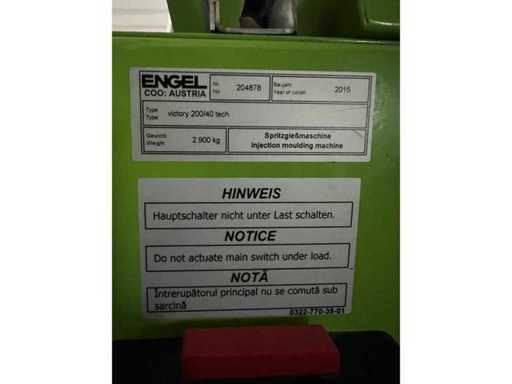 ENGEL
COO: AUSTRIA
Nr.
No
204878
Baujahr
Year of constr.
2015
Type
Type
victory 200/40 tech
Gewicht
Weight
2.900 kg
Spritzgießmaschine
injection moulding machine
HINWEIS
Hauptschalter nicht unter Last schalten.
NOTICE
Do not actuate main switch under load.
NOTĂ
Întrerupătorul principal nu se comută sub
sarcină
0322-770-39-01